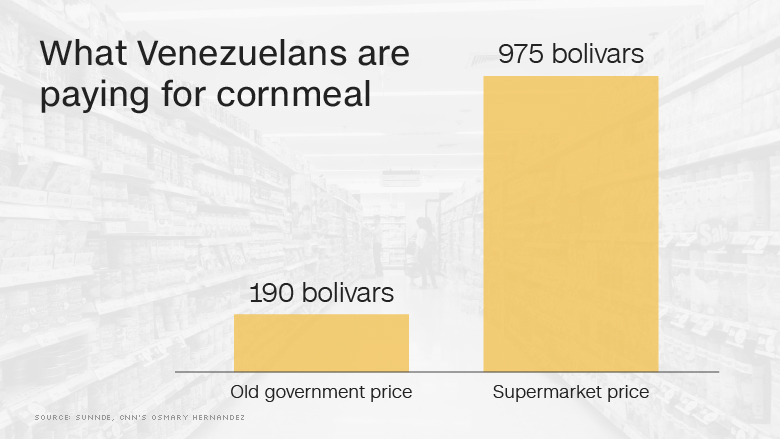 What Venezuelans are
paying for cornmeal
975 bolivars
190 bolivars
Old government price
Supermarket price
SOURCE: SUNNDE, CNN'S OSMARY HERNANDEZ